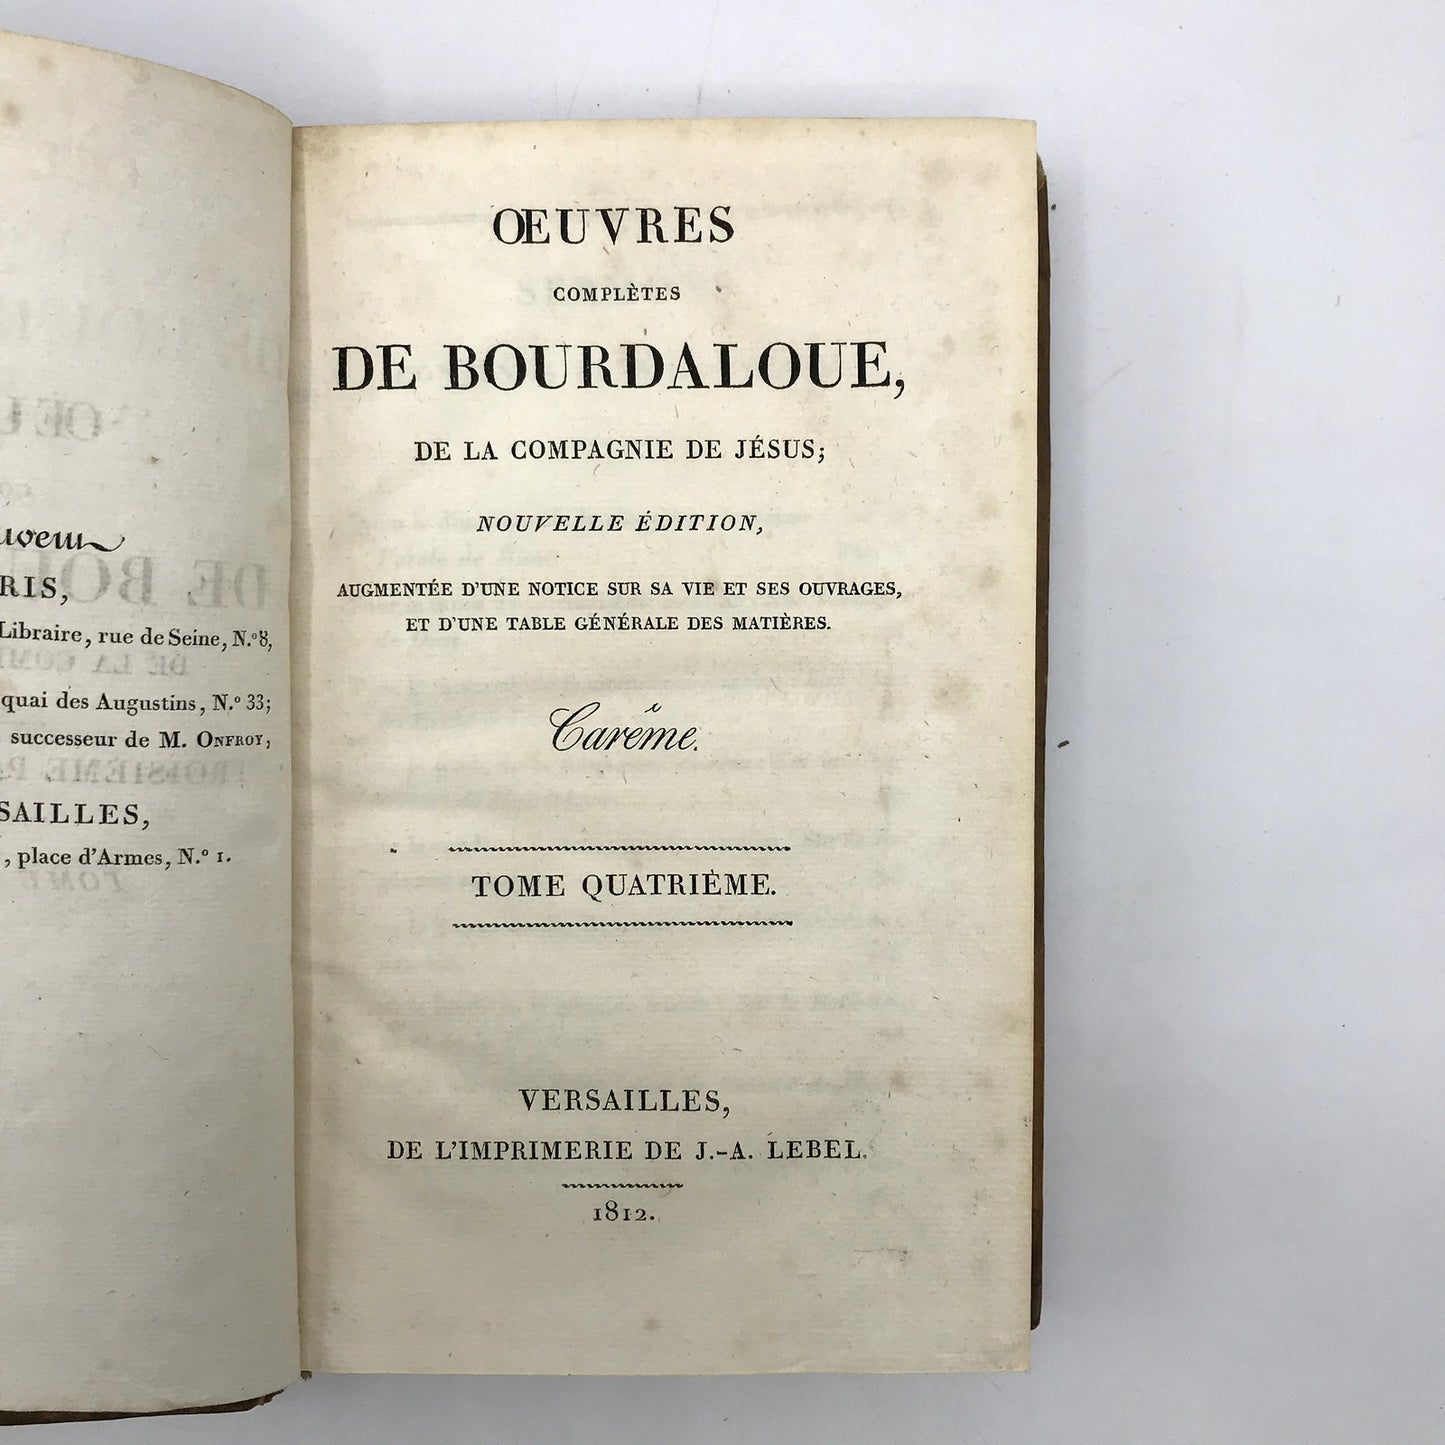 RIS,
Libraire, rue de Seine, N.º 8,
quai des Augustins, N.º 33;
successeur de M. ONFROY,
SAILLES,
, place d'Armes, N.º 1.
OEUVRES
COMPLÈTES
DE BOURDALOUE,
DE LA COMPAGNIE DE JÉSUS;
NOUVELLE ÉDITION,
AUGMENTÉE D'UNE NOTICE SUR SA VIE ET SES OUVRAGES,
ET D'UNE TABLE GÉNÉRALE DES MATIÈRES.
Carême.
TOME QUATRIÈME.
VERSAILLES,
DE L'IMPRIMERIE DE J.-A. LEBEL.
1812.